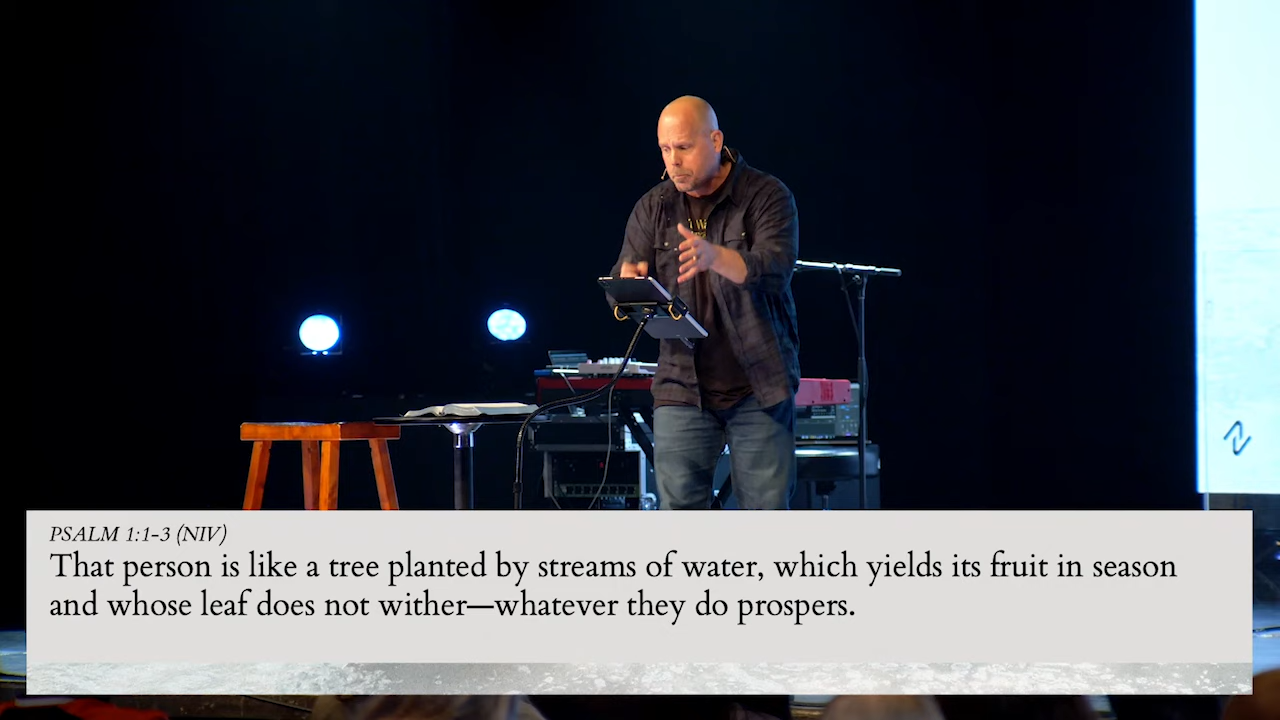 PSALM 1:1-3 (NIV)
That person is like a tree planted by streams of water, which yields its fruit in season
and whose leaf does not wither—whatever they do prospers.